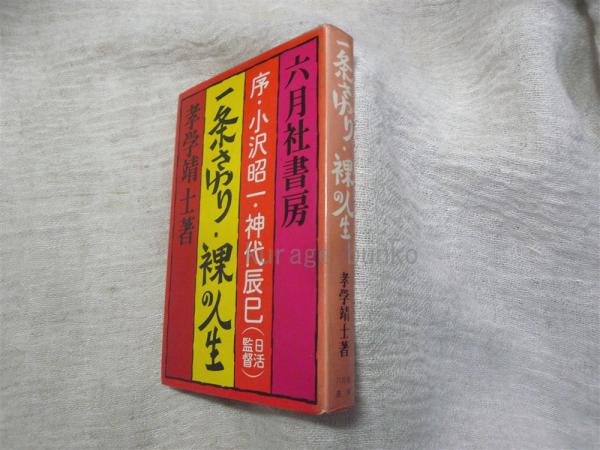 六月社書房
序・小沢昭一・神代辰巳（日活監督）
一条さゆり・裸の人生
孝学靖士著
一条さゆり・裸の人生
孝学靖士著
kurage bunko